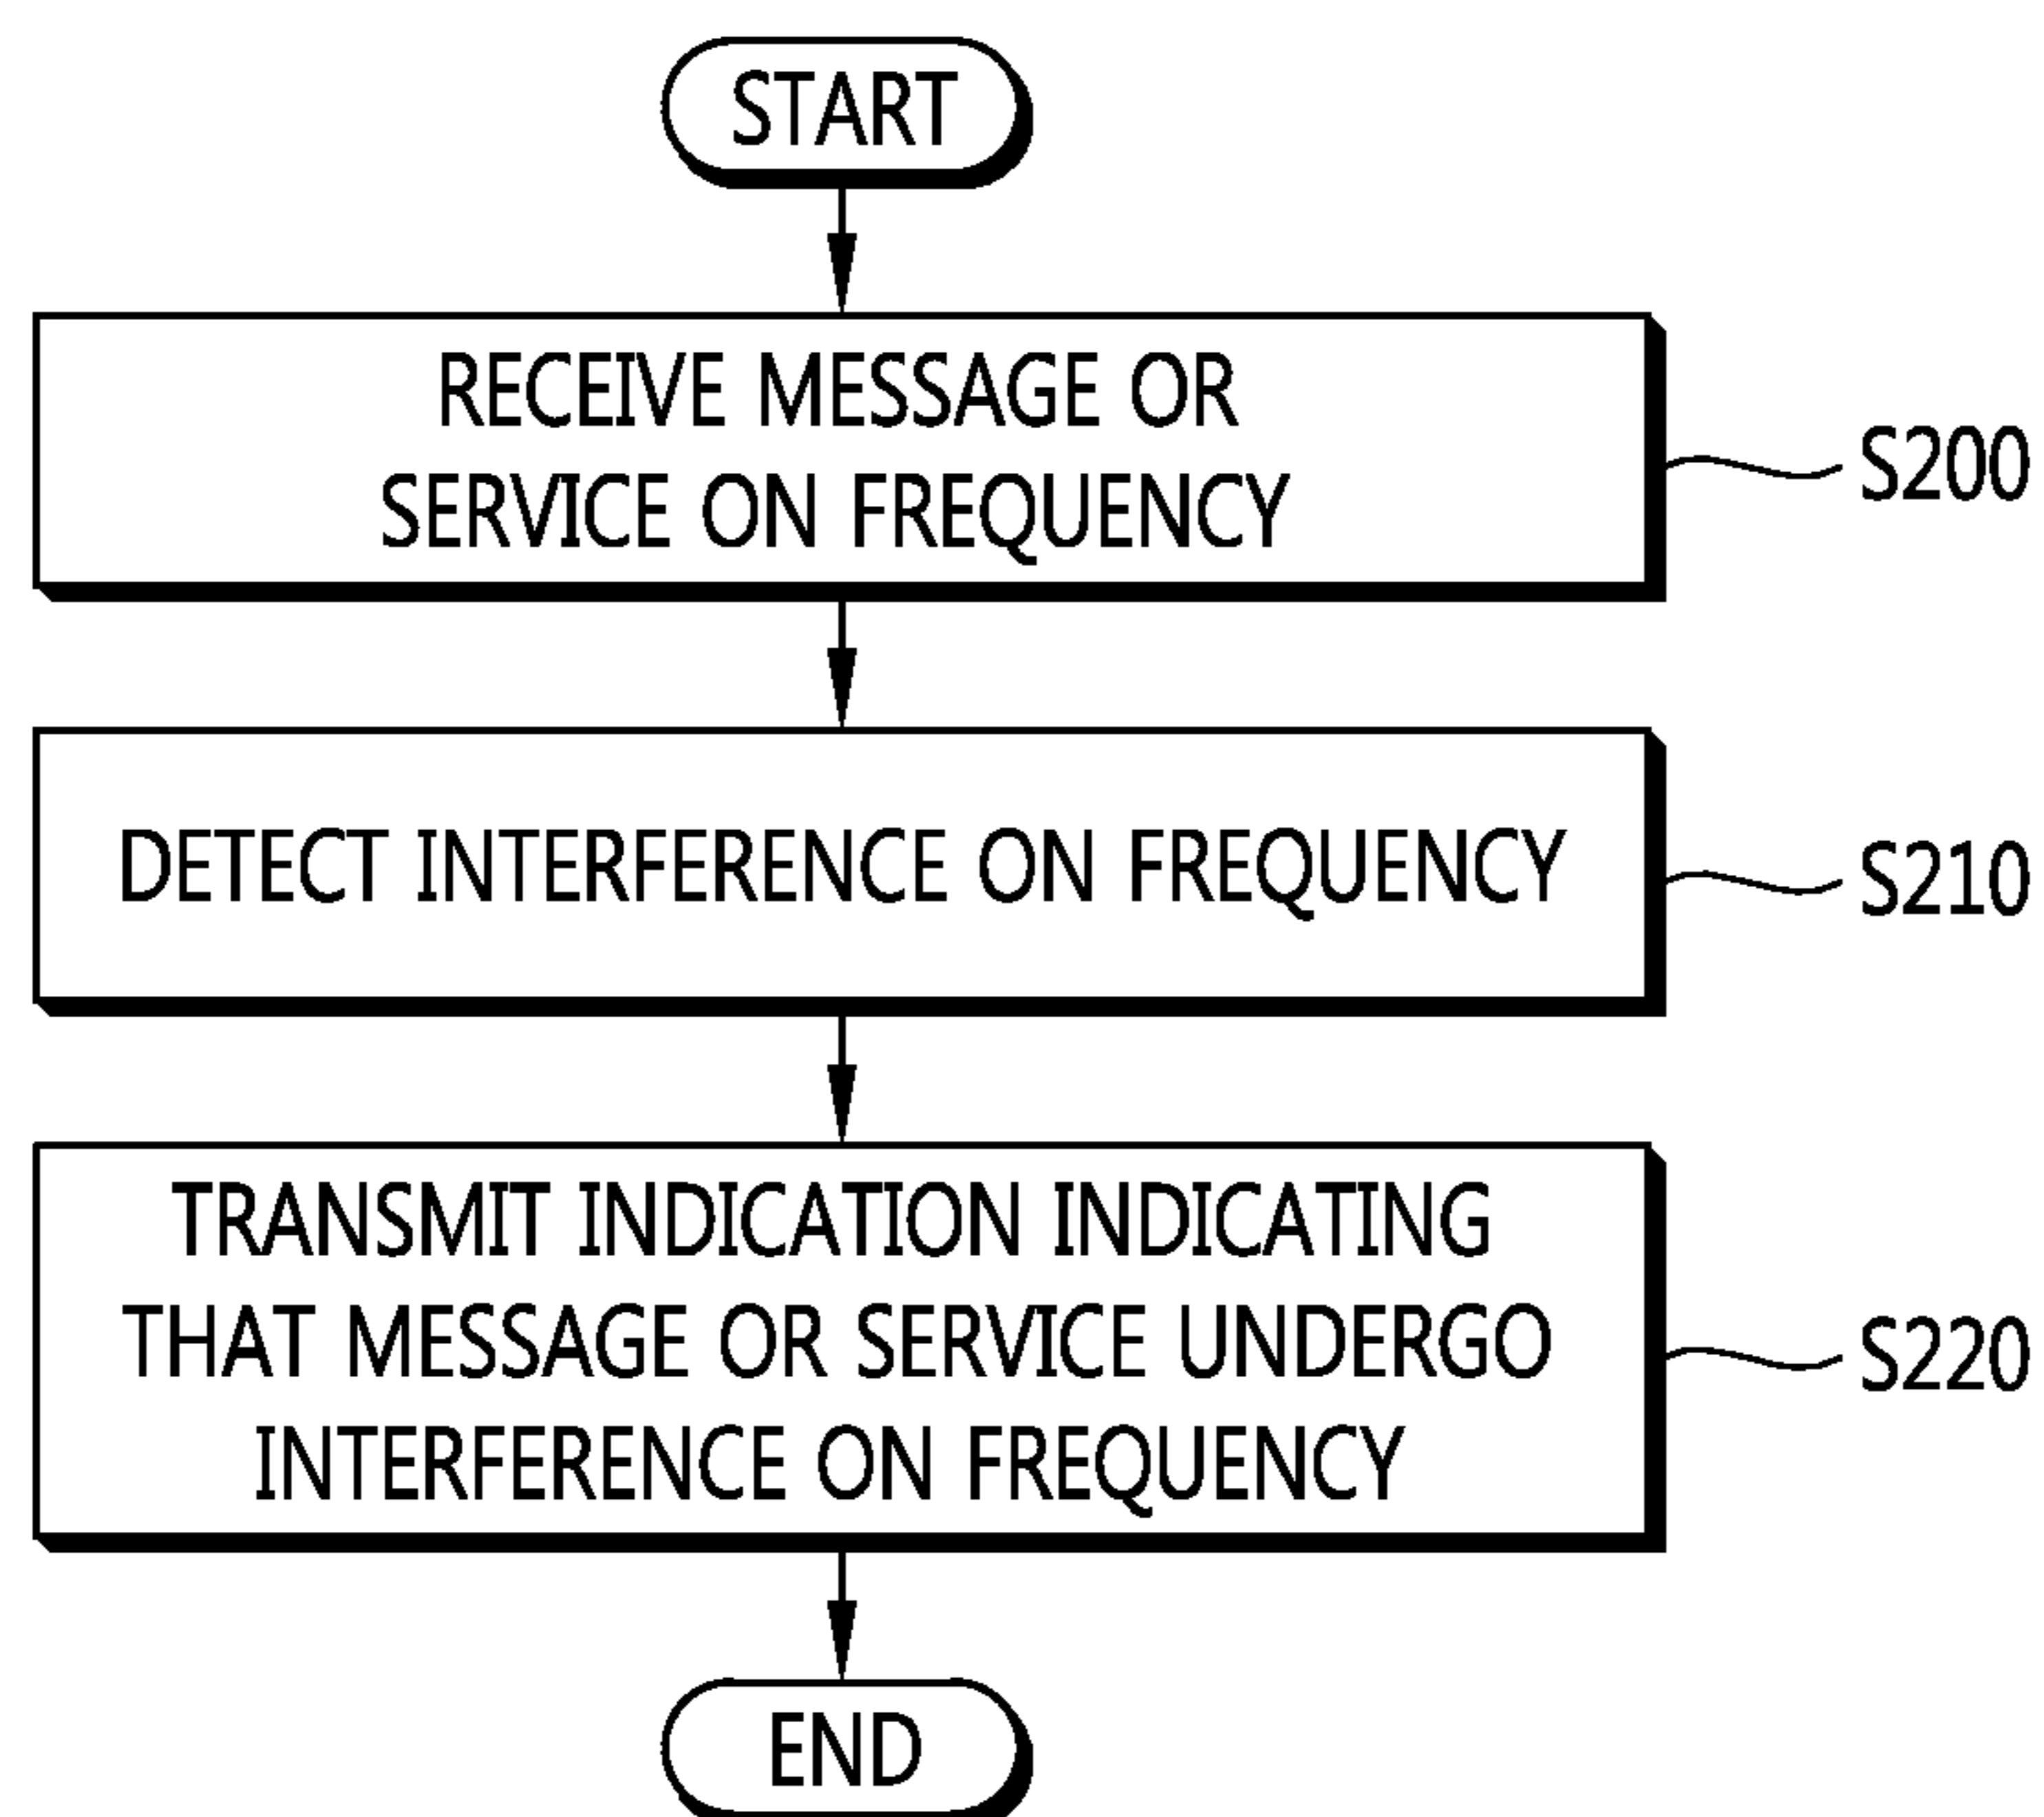 START
RECEIVE MESSAGE OR
SERVICE ON FREQUENCY
S200
DETECT INTERFERENCE ON FREQUENCY
S210
TRANSMIT INDICATION INDICATING
THAT MESSAGE OR SERVICE UNDERGO
INTERFERENCE ON FREQUENCY
S220
END